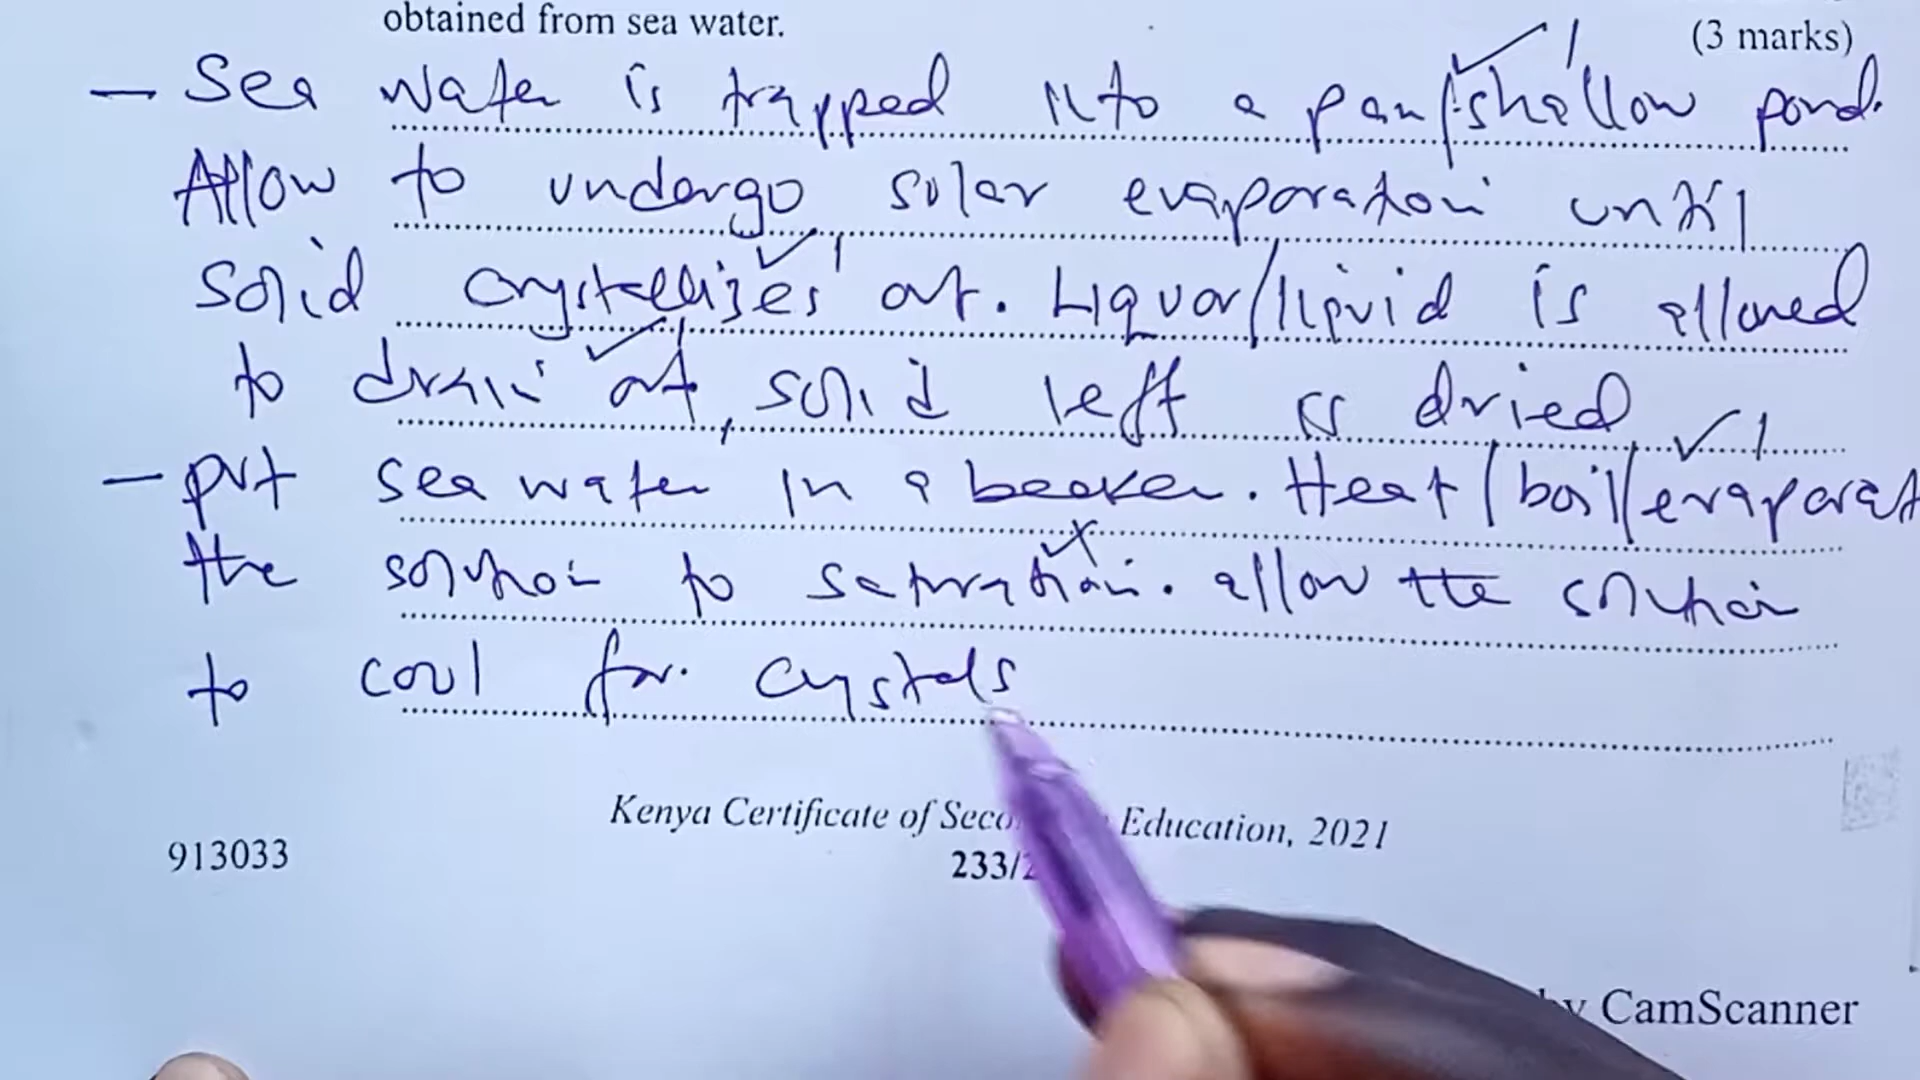 obtained from sea water. (3 marks)
- Sea water is trapped into a pan/shallow pond.
Allow to undergo solar evaporation until
solid crystallizes out. Liquor/liquid is allowed
to drain out, solid left is dried
- put sea water in a beaker. Heat/boil/evaporat
the solution to saturation. allow the solution
to cool for crystals
Kenya Certificate of Seco Education, 2021
913033
233/2
CamScanner